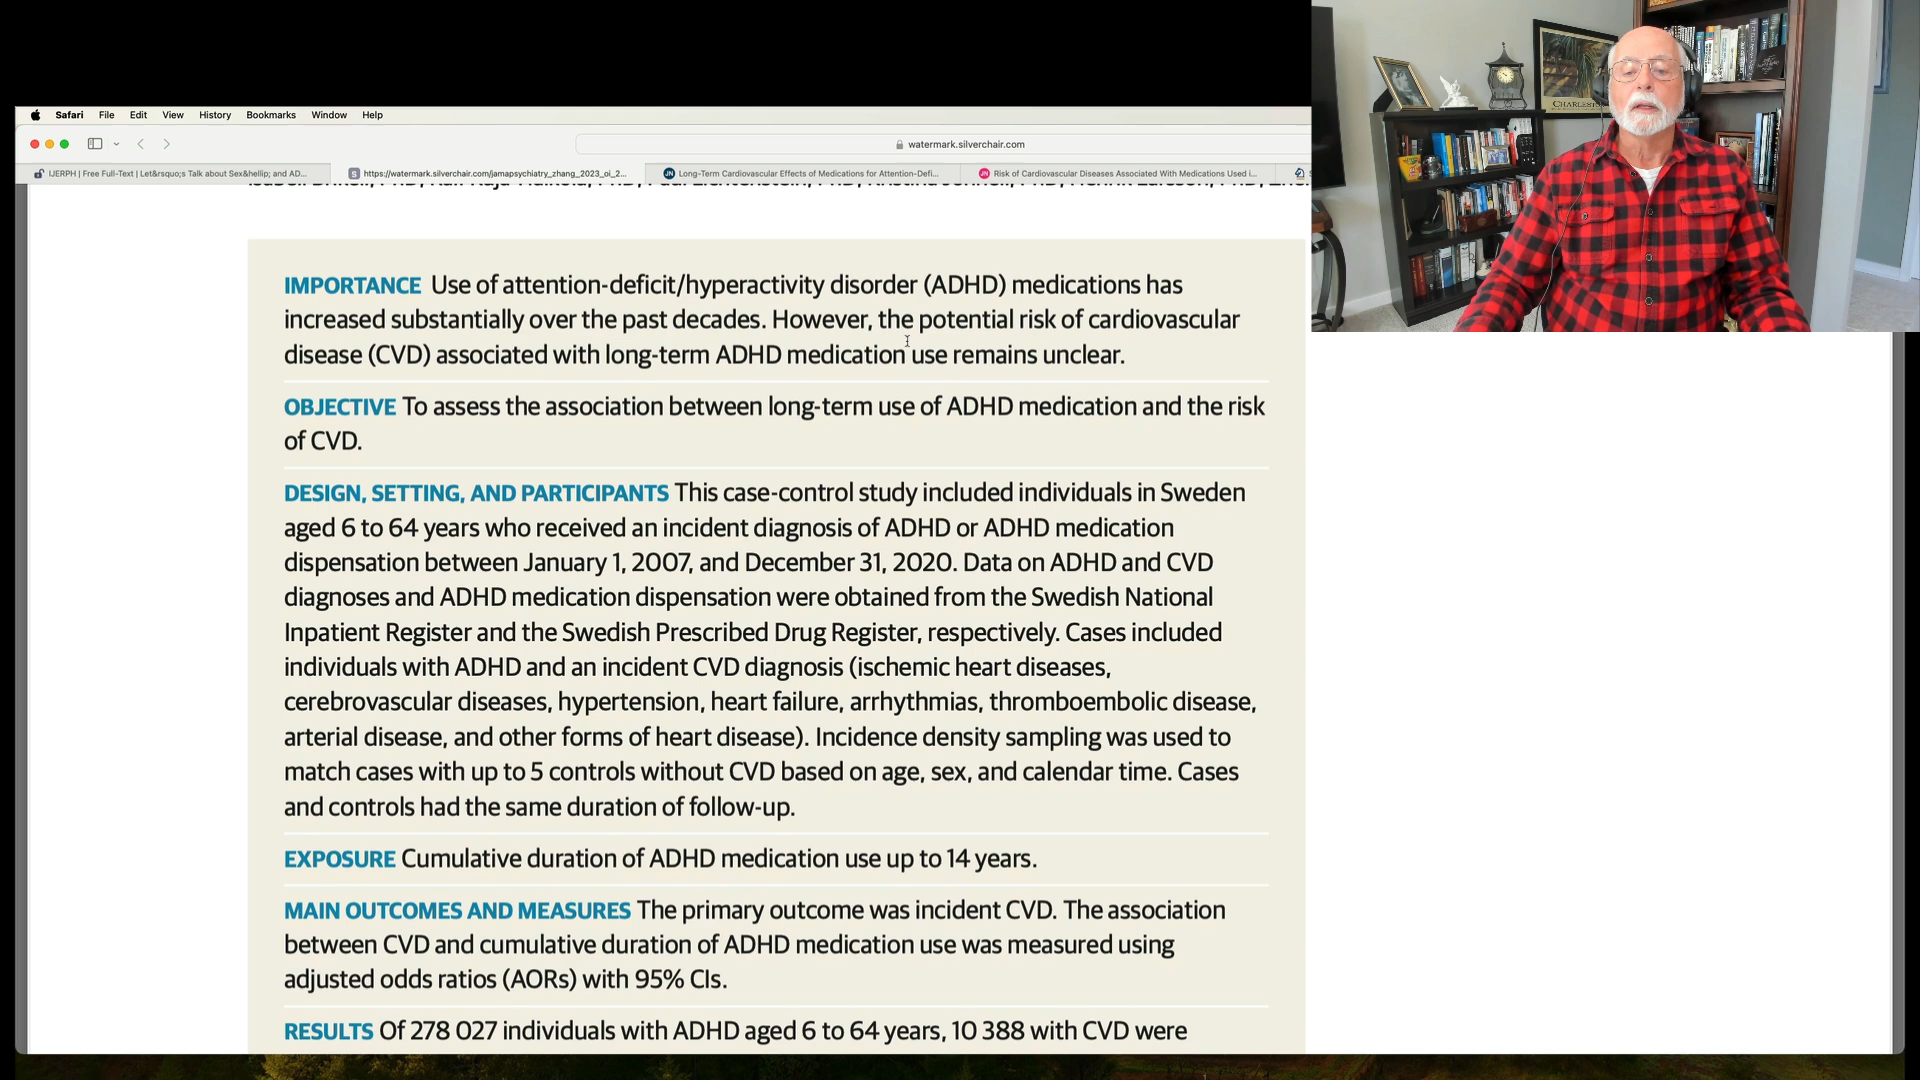 Safari File Edit View History Bookmarks Window Help
watermark.silverchair.com
IJERPH | Free Full-Text | Let&rsquo;s Talk about Sex&hellip; and AD...
https://watermark.silverchair.com/jamapsychiatry_zhang_2023_oi_2...
Long-Term Cardiovascular Effects of Medications for Attention-Defi...
Risk of Cardiovascular Diseases Associated With Medications Used i...
IMPORTANCE Use of attention-deficit/hyperactivity disorder (ADHD) medications has
increased substantially over the past decades. However, the potential risk of cardiovascular
disease (CVD) associated with long-term ADHD medication use remains unclear.
OBJECTIVE To assess the association between long-term use of ADHD medication and the risk
of CVD.
DESIGN, SETTING, AND PARTICIPANTS This case-control study included individuals in Sweden
aged 6 to 64 years who received an incident diagnosis of ADHD or ADHD medication
dispensation between January 1, 2007, and December 31, 2020. Data on ADHD and CVD
diagnoses and ADHD medication dispensation were obtained from the Swedish National
Inpatient Register and the Swedish Prescribed Drug Register, respectively. Cases included
individuals with ADHD and an incident CVD diagnosis (ischemic heart diseases,
cerebrovascular diseases, hypertension, heart failure, arrhythmias, thromboembolic disease,
arterial disease, and other forms of heart disease). Incidence density sampling was used to
match cases with up to 5 controls without CVD based on age, sex, and calendar time. Cases
and controls had the same duration of follow-up.
EXPOSURE Cumulative duration of ADHD medication use up to 14 years.
MAIN OUTCOMES AND MEASURES The primary outcome was incident CVD. The association
between CVD and cumulative duration of ADHD medication use was measured using
adjusted odds ratios (AORs) with 95% CIs.
RESULTS Of 278 027 individuals with ADHD aged 6 to 64 years, 10 388 with CVD were